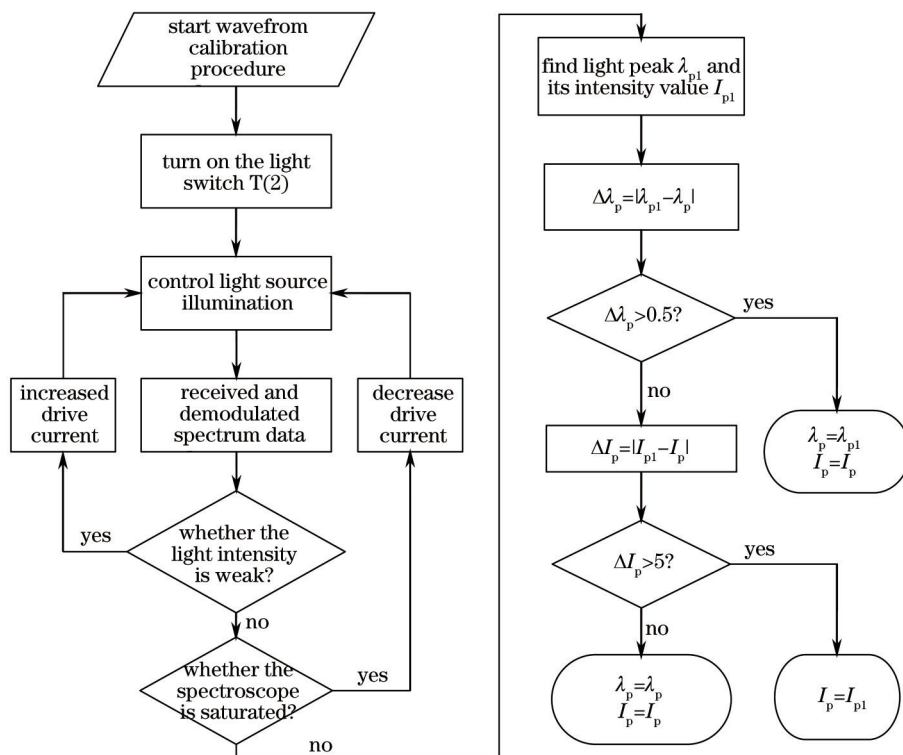 start wavefrom
calibration
procedure
turn on the light
switch T(2)
control light source
illumination
increased
drive
current
received and
demodulated
spectrum data
decrease
drive
current
yes
whether the
light intensity
is weak?
no
whether the
spectroscope
is saturated?
yes
no
find light peak λp1 and
its intensity value Ip1
Δλp=|λp1−λp|
Δλp>0.5?
yes
no
λp=λp1
Ip=Ip
ΔIp=|Ip1−Ip|
ΔIp>5?
yes
no
λp=λp
Ip=Ip
Ip=Ip1